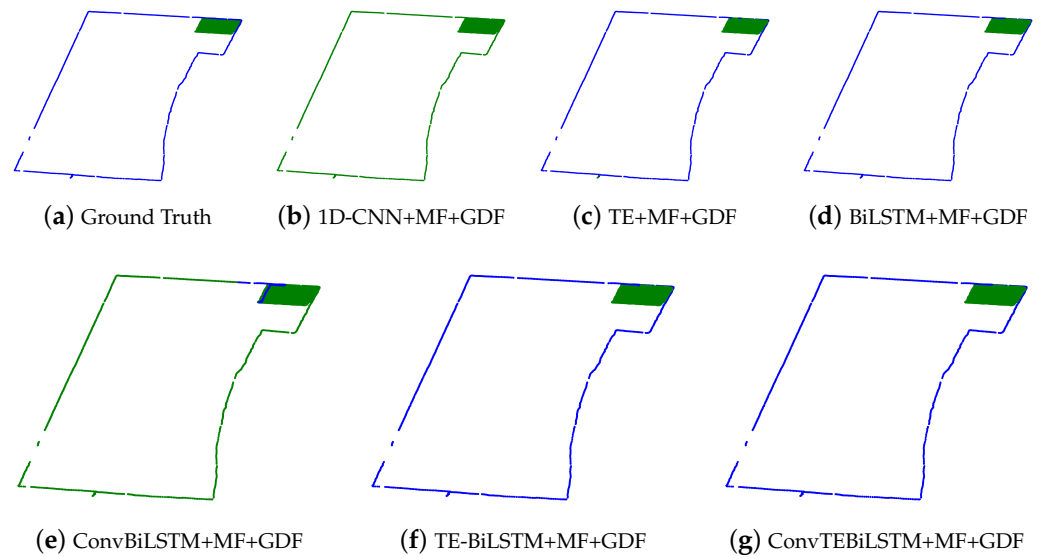 (a) Ground Truth
(b) 1D-CNN+MF+GDF
(c) TE+MF+GDF
(d) BiLSTM+MF+GDF
(e) ConvBiLSTM+MF+GDF
(f) TE-BiLSTM+MF+GDF
(g) ConvTEBiLSTM+MF+GDF